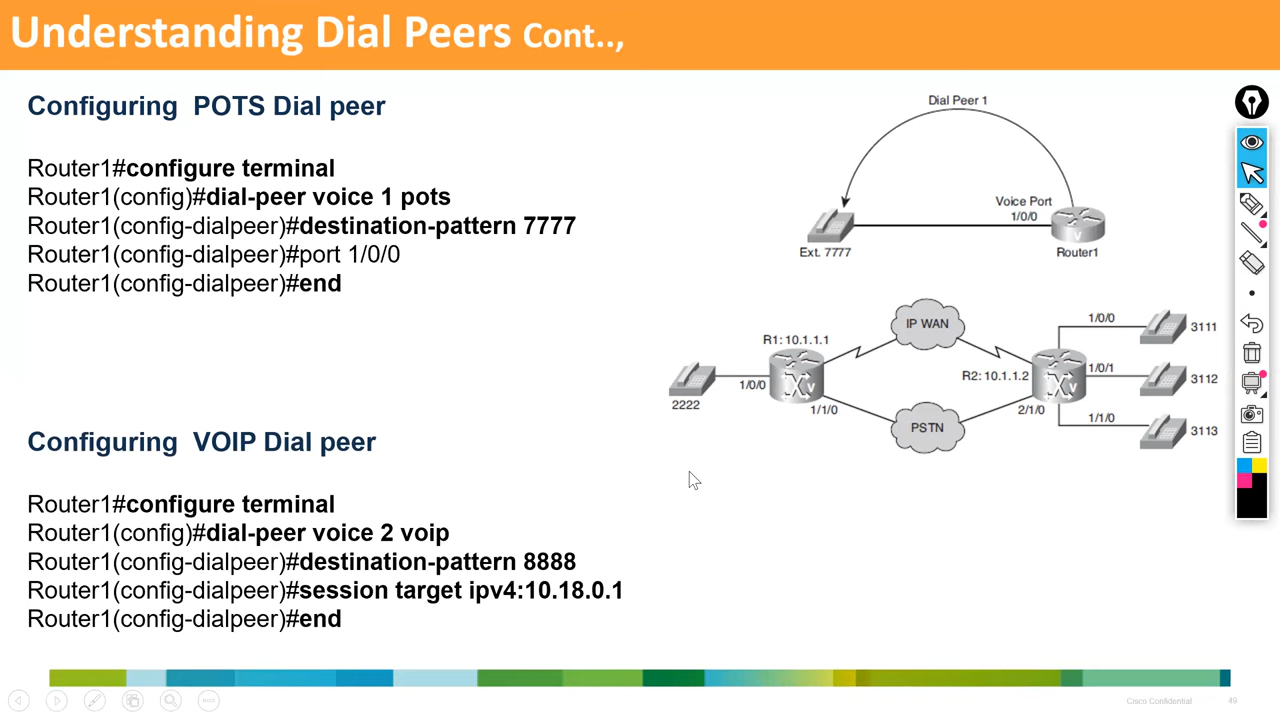 Understanding Dial Peers Cont..,
Configuring POTS Dial peer
Router1#configure terminal
Router1(config)#dial-peer voice 1 pots
Router1(config-dialpeer)#destination-pattern 7777
Router1(config-dialpeer)#port 1/0/0
Router1(config-dialpeer)#end
Configuring VOIP Dial peer
Router1#configure terminal
Router1(config)#dial-peer voice 2 voip
Router1(config-dialpeer)#destination-pattern 8888
Router1(config-dialpeer)#session target ipv4:10.18.0.1
Router1(config-dialpeer)#end
Dial Peer 1
Voice Port
1/0/0
V
Ext. 7777
Router1
IP WAN
R1: 10.1.1.1
R2: 10.1.1.2
1/0/0
3111
1/0/0
V
V
1/0/1
3112
2222
1/1/0
2/1/0
1/1/0
PSTN
3113
Cisco Confidential
49